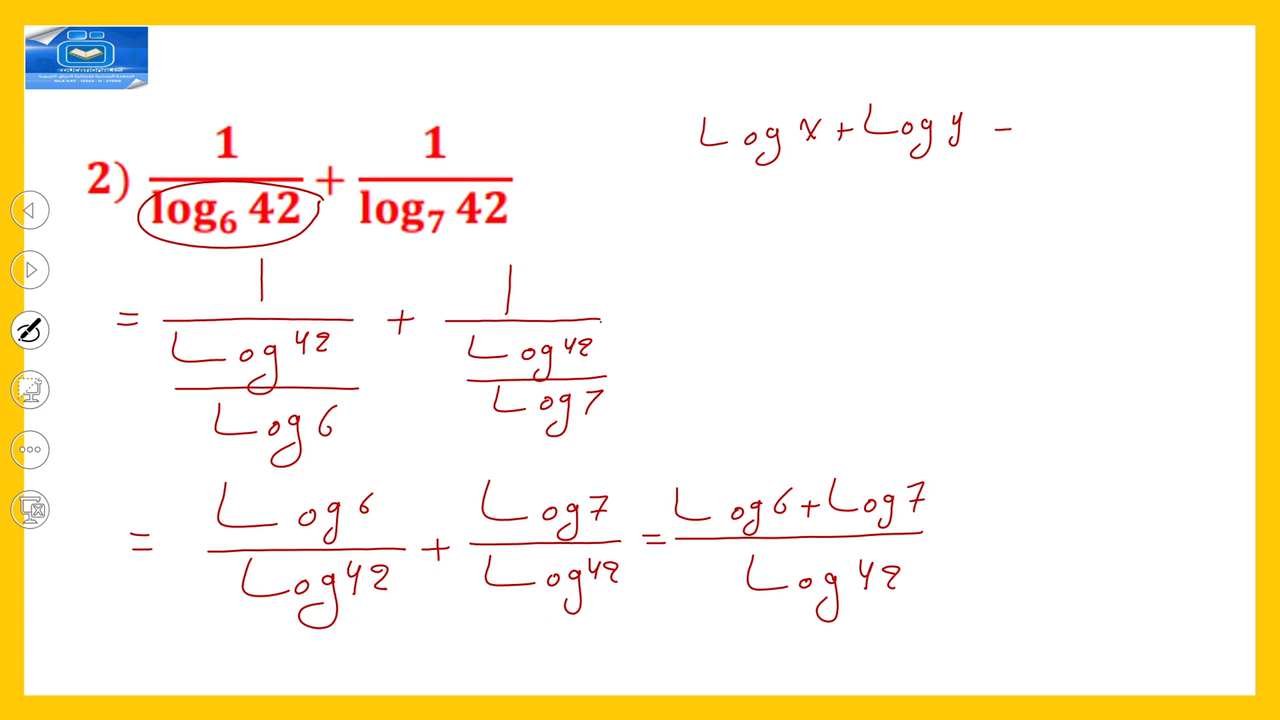 EDUCATIONAL
Log x + Log y =
2) 1/log₆ 42 + 1/log₇ 42
= 1/(Log 42/Log 6) + 1/(Log 42/Log 7)
= Log 6/Log 42 + Log 7/Log 42 = (Log 6 + Log 7)/Log 42